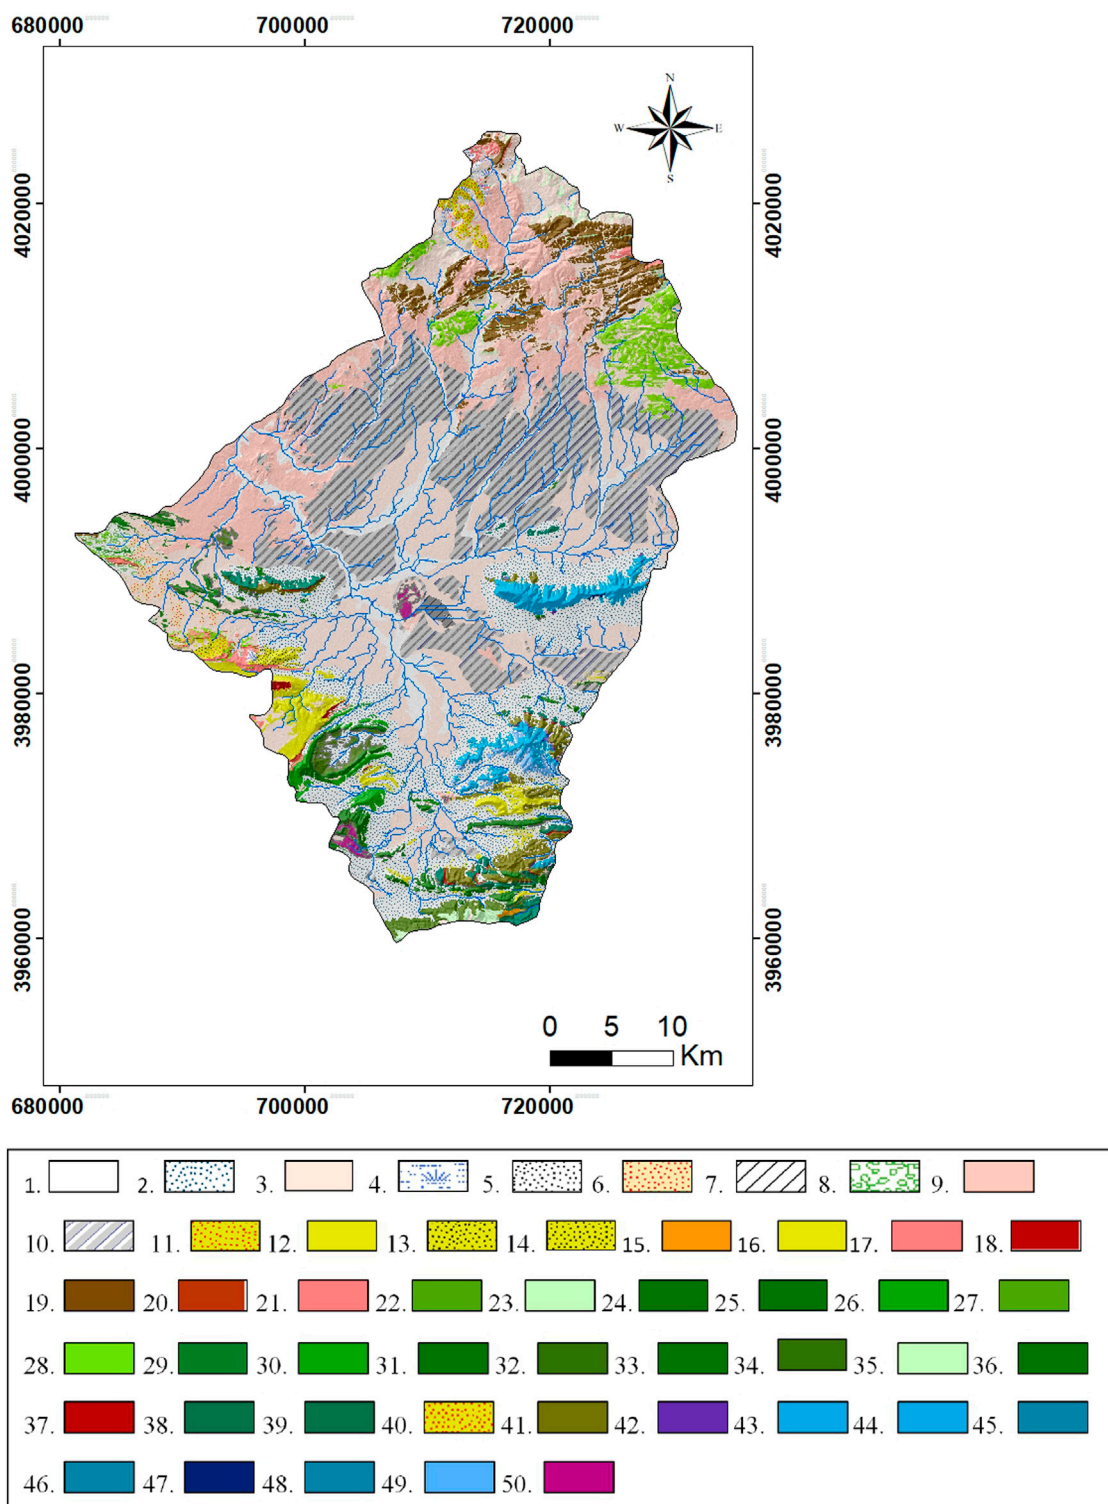 680000 700000 720000
N
W E
S
4020000 4020000
4000000 4000000
3980000 3980000
3960000 3960000
0 5 10
Km
680000 700000 720000
1. 2. 3. 4. 5. 6. 7. 8. 9.
10. 11. 12. 13. 14. 15. 16. 17. 18.
19. 20. 21. 22. 23. 24. 25. 26. 27.
28. 29. 30. 31. 32. 33. 34. 35. 36.
37. 38. 39. 40. 41. 42. 43. 44. 45.
46. 47. 48. 49. 50.